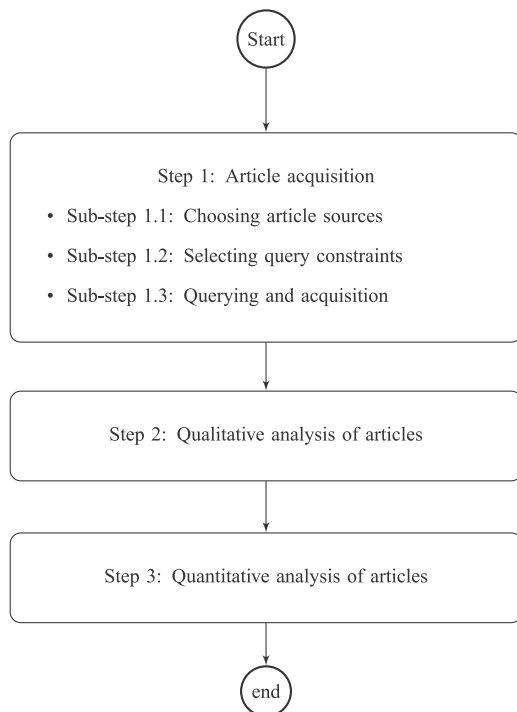 Start
Step 1: Article acquisition
• Sub-step 1.1: Choosing article sources
• Sub-step 1.2: Selecting query constraints
• Sub-step 1.3: Querying and acquisition
Step 2: Qualitative analysis of articles
Step 3: Quantitative analysis of articles
end